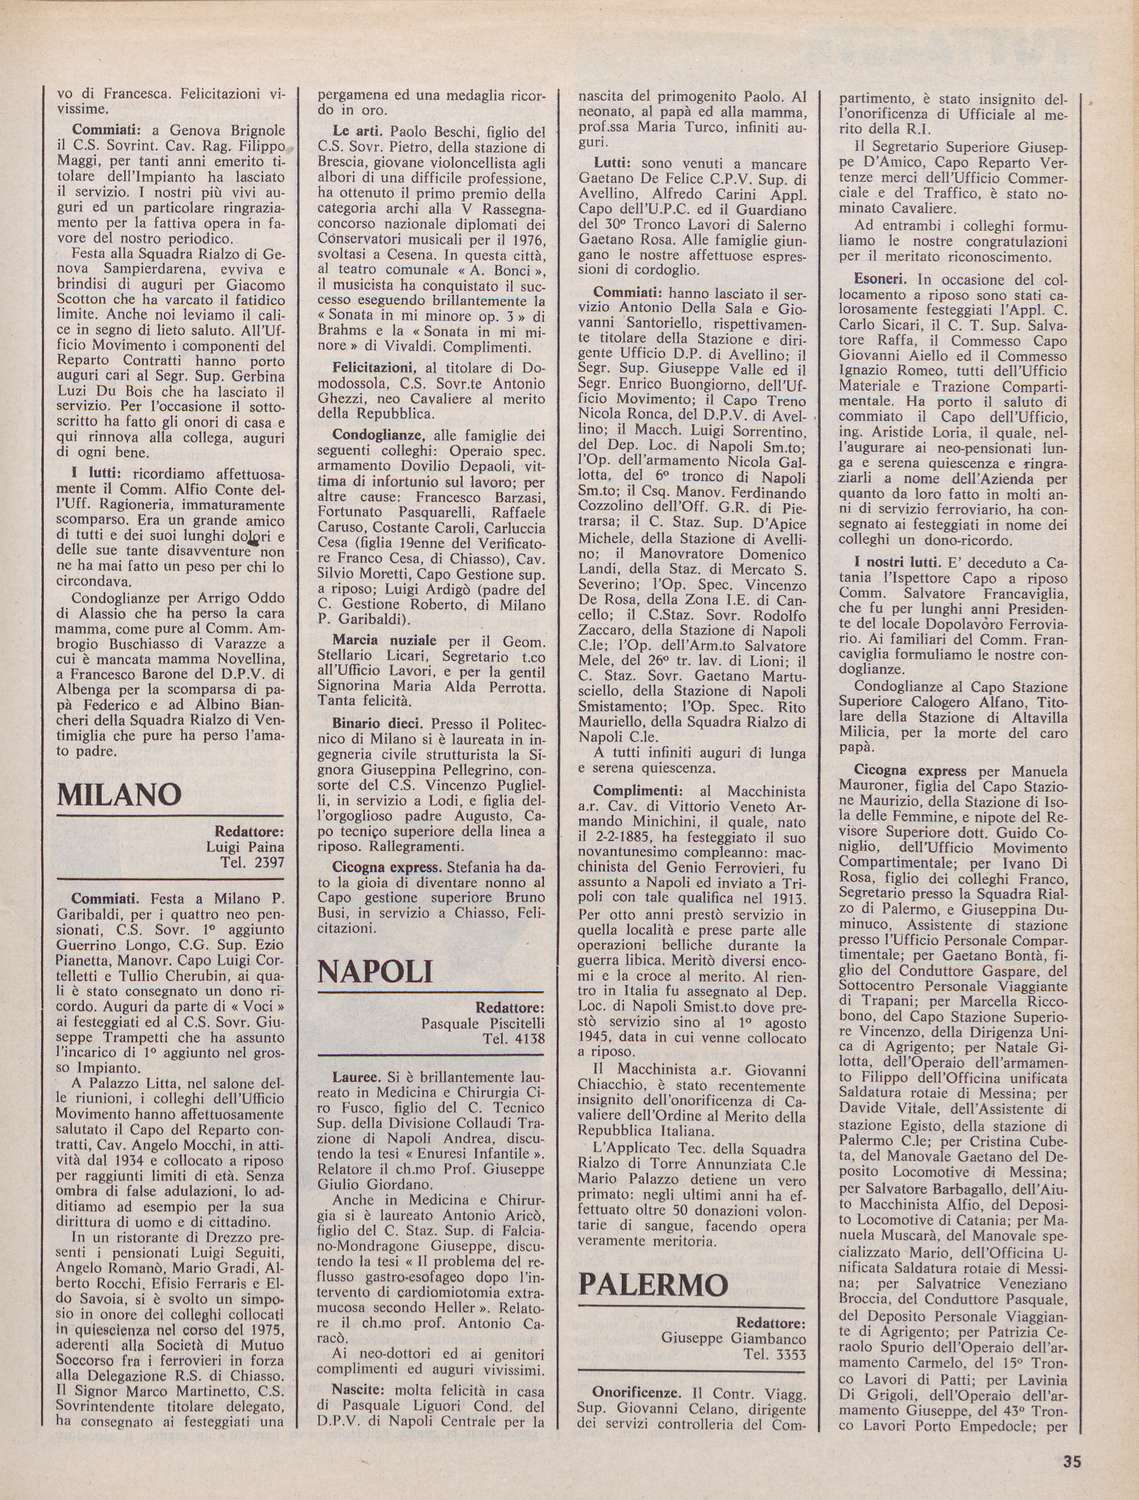 vo di Francesca. Felicitazioni vi-
vissime.
Commiati: a Genova Brignole
il C.S. Sovrint. Cav. Rag. Filippo
Maggi, per tanti anni emerito ti-
tolare dell'Impianto ha lasciato
il servizio. I nostri più vivi au-
guri ed un particolare ringrazia-
mento per la fattiva opera in fa-
vore del nostro periodico.
Festa alla Squadra Rialzo di Ge-
nova Sampierdarena, evviva e
brindisi di auguri per Giacomo
Scotton che ha varcato il fatidico
limite. Anche noi leviamo il cali-
ce in segno di lieto saluto. All'Uf-
ficio Movimento i componenti del
Reparto Contratti hanno porto
auguri cari al Segr. Sup. Gerbina
Luzi Du Bois che ha lasciato il
servizio. Per l'occasione il sotto-
scritto ha fatto gli onori di casa e
qui rinnova alla collega, auguri
di ogni bene.
I lutti: ricordiamo affettuosa-
mente il Comm. Alfio Conte del-
l'Uff. Ragioneria, immaturamente
scomparso. Era un grande amico
di tutti e dei suoi lunghi dolori e
delle sue tante disavventure non
ne ha mai fatto un peso per chi lo
circondava.
Condoglianze per Arrigo Oddo
di Alassio che ha perso la cara
mamma, come pure al Comm. Am-
brogio Buschiasso di Varazze a
cui è mancata mamma Novellina,
a Francesco Barone del D.P.V. di
Albenga per la scomparsa di pa-
pà Federico e ad Albino Bian-
cheri della Squadra Rialzo di Ven-
timiglia che pure ha perso l'ama-
to padre.
MILANO
Redattore:
Luigi Paina
Tel. 2397
Commiati. Festa a Milano P.
Garibaldi, per i quattro neo pen-
sionati, C.S. Sovr. 1º aggiunto
Guerrino Longo, C.G. Sup. Ezio
Pianetta, Manovr. Capo Luigi Cor-
telletti e Tullio Cherubin, ai qua-
li è stato consegnato un dono ri-
cordo. Auguri da parte di « Voci »
ai festeggiati ed al C.S. Sovr. Giu-
seppe Trampetti che ha assunto
l'incarico di 1º aggiunto nel gros-
so Impianto.
A Palazzo Litta, nel salone del-
le riunioni, i colleghi dell'Ufficio
Movimento hanno affettuosamente
salutato il Capo del Reparto con-
tratti, Cav. Angelo Mocchi, in atti-
vità dal 1934 e collocato a riposo
per raggiunti limiti di età. Senza
ombra di false adulazioni, lo ad-
ditiamo ad esempio per la sua
dirittura di uomo e di cittadino.
In un ristorante di Drezzo pre-
senti i pensionati Luigi Seguiti,
Angelo Romanò, Mario Gradi, Al-
berto Rocchi, Efisio Ferraris e El-
do Savoia, si è svolto un simpo-
sio in onore dei colleghi collocati
in quiescienza nel corso del 1975,
aderenti alla Società di Mutuo
Soccorso fra i ferrovieri in forza
alla Delegazione R.S. di Chiasso.
Il Signor Marco Martinetto, C.S.
Sovrintendente titolare delegato,
ha consegnato ai festeggiati una
pergamena ed una medaglia ricor-
do in oro.
Le arti. Paolo Beschi, figlio del
C.S. Sovr. Pietro, della stazione di
Brescia, giovane violoncellista agli
albori di una difficile professione,
ha ottenuto il primo premio della
categoria archi alla V Rassegna-
concorso nazionale diplomati dei
Conservatori musicali per il 1976,
svoltasi a Cesena. In questa città,
al teatro comunale « A. Bonci »,
il musicista ha conquistato il suc-
cesso eseguendo brillantemente la
« Sonata in mi minore op. 3 » di
Brahms e la « Sonata in mi mi-
nore » di Vivaldi. Complimenti.
Felicitazioni, al titolare di Do-
modossola, C.S. Sovr.te Antonio
Ghezzi, neo Cavaliere al merito
della Repubblica.
Condoglianze, alle famiglie dei
seguenti colleghi: Operaio spec.
armamento Dovilio Depaoli, vit-
tima di infortunio sul lavoro; per
altre cause: Francesco Barzasi,
Fortunato Pasquarelli, Raffaele
Caruso, Costante Caroli, Carluccia
Cesa (figlia 19enne del Verificato-
re Franco Cesa, di Chiasso), Cav.
Silvio Moretti, Capo Gestione sup.
a riposo; Luigi Ardigò (padre del
C. Gestione Roberto, di Milano
P. Garibaldi).
Marcia nuziale per il Geom.
Stellario Licari, Segretario t.co
all'Ufficio Lavori, e per la gentil
Signorina Maria Alda Perrotta.
Tanta felicità.
Binario dieci. Presso il Politec-
nico di Milano si è laureata in in-
gegneria civile strutturista la Si-
gnora Giuseppina Pellegrino, con-
sorte del C.S. Vincenzo Pugliel-
li, in servizio a Lodi, e figlia del-
l'orgoglioso padre Augusto, Ca-
po tecnico superiore della linea a
riposo. Rallegramenti.
Cicogna express. Stefania ha da-
to la gioia di diventare nonno al
Capo gestione superiore Bruno
Busi, in servizio a Chiasso, Feli-
citazioni.
NAPOLI
Redattore:
Pasquale Piscitelli
Tel. 4138
Lauree. Si è brillantemente lau-
reato in Medicina e Chirurgia Ci-
ro Fusco, figlio del C. Tecnico
Sup. della Divisione Collaudi Tra-
zione di Napoli Andrea, discu-
tendo la tesi « Enuresi Infantile ».
Relatore il ch.mo Prof. Giuseppe
Giulio Giordano.
Anche in Medicina e Chirur-
gia si è laureato Antonio Aricò,
figlio del C. Staz. Sup. di Falcia-
no-Mondragone Giuseppe, discu-
tendo la tesi « Il problema del re-
flusso gastro-esofageo dopo l'in-
tervento di cardiomiotomia extra-
mucosa secondo Heller ». Relato-
re il ch.mo prof. Antonio Ca-
racò.
Ai neo-dottori ed ai genitori
complimenti ed auguri vivissimi.
Nascite: molta felicità in casa
di Pasquale Liguori Cond. del
D.P.V. di Napoli Centrale per la
nascita del primogenito Paolo. Al
neonato, al papà ed alla mamma,
prof.ssa Maria Turco, infiniti au-
guri.
Lutti: sono venuti a mancare
Gaetano De Felice C.P.V. Sup. di
Avellino, Alfredo Carini Appl.
Capo dell'U.P.C. ed il Guardiano
del 30º Tronco Lavori di Salerno
Gaetano Rosa. Alle famiglie giun-
gano le nostre affettuose espres-
sioni di cordoglio.
Commiati: hanno lasciato il ser-
vizio Antonio Della Sala e Gio-
vanni Santoriello, rispettivamen-
te titolare della Stazione e diri-
gente Ufficio D.P. di Avellino; il
Segr. Sup. Giuseppe Valle ed il
Segr. Enrico Buongiorno, dell'Uf-
ficio Movimento; il Capo Treno
Nicola Ronca, del D.P.V. di Avel-
lino; il Macch. Luigi Sorrentino,
del Dep. Loc. di Napoli Sm.to;
l'Op. dell'armamento Nicola Gal-
lotta, del 6º tronco di Napoli
Sm.to; il Csq. Manov. Ferdinando
Cozzolino dell'Off. G.R. di Pie-
trarsa; il C. Staz. Sup. D'Apice
Michele, della Stazione di Avelli-
no; il Manovratore Domenico
Landi, della Staz. di Mercato S.
Severino; l'Op. Spec. Vincenzo
De Rosa, della Zona I.E. di Can-
cello; il C.Staz. Sovr. Rodolfo
Zaccaro, della Stazione di Napoli
C.le; l'Op. dell'Arm.to Salvatore
Mele, del 26º tr. lav. di Lioni; il
C. Staz. Sovr. Gaetano Martu-
sciello, della Stazione di Napoli
Smistamento; l'Op. Spec. Rito
Mauriello, della Squadra Rialzo di
Napoli C.le.
A tutti infiniti auguri di lunga
e serena quiescenza.
Complimenti: al Macchinista
a.r. Cav. di Vittorio Veneto Ar-
mando Minichini, il quale, nato
il 2-2-1885, ha festeggiato il suo
novantunesimo compleanno: mac-
chinista del Genio Ferrovieri, fu
assunto a Napoli ed inviato a Tri-
poli con tale qualifica nel 1913.
Per otto anni prestò servizio in
quella località e prese parte alle
operazioni belliche durante la
guerra libica. Meritò diversi enco-
mi e la croce al merito. Al rien-
tro in Italia fu assegnato al Dep.
Loc. di Napoli Smist.to dove pre-
stò servizio sino al 1º agosto
1945, data in cui venne collocato
a riposo.
Il Macchinista a.r. Giovanni
Chiacchio, è stato recentemente
insignito dell'onorificenza di Ca-
valiere dell'Ordine al Merito della
Repubblica Italiana.
L'Applicato Tec. della Squadra
Rialzo di Torre Annunziata C.le
Mario Palazzo detiene un vero
primato: negli ultimi anni ha ef-
fettuato oltre 50 donazioni volon-
tarie di sangue, facendo opera
veramente meritoria.
PALERMO
Redattore:
Giuseppe Giambanco
Tel. 3353
Onorificenze. Il Contr. Viagg.
Sup. Giovanni Celano, dirigente
dei servizi controlleria del Com-
partimento, è stato insignito del-
l'onorificenza di Ufficiale al me-
rito della R.I.
Il Segretario Superiore Giusep-
pe D'Amico, Capo Reparto Ver-
tenze merci dell'Ufficio Commer-
ciale e del Traffico, è stato no-
minato Cavaliere.
Ad entrambi i colleghi formu-
liamo le nostre congratulazioni
per il meritato riconoscimento.
Esoneri. In occasione del col-
locamento a riposo sono stati ca-
lorosamente festeggiati l'Appl. C.
Carlo Sicari, il C. T. Sup. Salva-
tore Raffa, il Commesso Capo
Giovanni Aiello ed il Commesso
Ignazio Romeo, tutti dell'Ufficio
Materiale e Trazione Comparti-
mentale. Ha porto il saluto di
commiato il Capo dell'Ufficio,
ing. Aristide Loria, il quale, nel-
l'augurare ai neo-pensionati lun-
ga e serena quiescenza e ringra-
ziarli a nome dell'Azienda per
quanto da loro fatto in molti an-
ni di servizio ferroviario, ha con-
segnato ai festeggiati in nome dei
colleghi un dono-ricordo.
I nostri lutti. E' deceduto a Ca-
tania l'Ispettore Capo a riposo
Comm. Salvatore Francaviglia,
che fu per lunghi anni Presiden-
te del locale Dopolavoro Ferrovia-
rio. Ai familiari del Comm. Fran-
caviglia formuliamo le nostre con-
doglianze.
Condoglianze al Capo Stazione
Superiore Calogero Alfano, Tito-
lare della Stazione di Altavilla
Milicia, per la morte del caro
papà.
Cicogna express per Manuela
Mauroner, figlia del Capo Stazio-
ne Maurizio, della Stazione di Iso-
la delle Femmine, e nipote del Re-
visore Superiore dott. Guido Co-
niglio, dell'Ufficio Movimento
Compartimentale; per Ivano Di
Rosa, figlio dei colleghi Franco,
Segretario presso la Squadra Rial-
zo di Palermo, e Giuseppina Du-
minuco, Assistente di stazione
presso l'Ufficio Personale Compar-
timentale; per Gaetano Bontà, fi-
glio del Conduttore Gaspare, del
Sottocentro Personale Viaggiante
di Trapani; per Marcella Ricco-
bono, del Capo Stazione Superio-
re Vincenzo, della Dirigenza Uni-
ca di Agrigento; per Natale Gi-
lotta, dell'Operaio dell'armamen-
to Filippo dell'Officina unificata
Saldatura rotaie di Messina; per
Davide Vitale, dell'Assistente di
stazione Egisto, della stazione di
Palermo C.le; per Cristina Cube-
ta, del Manovale Gaetano del De-
posito Locomotive di Messina;
per Salvatore Barbagallo, dell'Aiu-
to Macchinista Alfio, del Deposi-
to Locomotive di Catania; per Ma-
nuela Muscarà, del Manovale spe-
cializzato Mario, dell'Officina U-
nificata Saldatura rotaie di Messi-
na; per Salvatrice Veneziano
Broccia, del Conduttore Pasquale,
del Deposito Personale Viaggian-
te di Agrigento; per Patrizia Ce-
raolo Spurio dell'Operaio dell'ar-
mamento Carmelo, del 15º Tron-
co Lavori di Patti; per Lavinia
Di Grigoli, dell'Operaio dell'ar-
mamento Giuseppe, del 43º Tron-
co Lavori Porto Empedocle; per
35